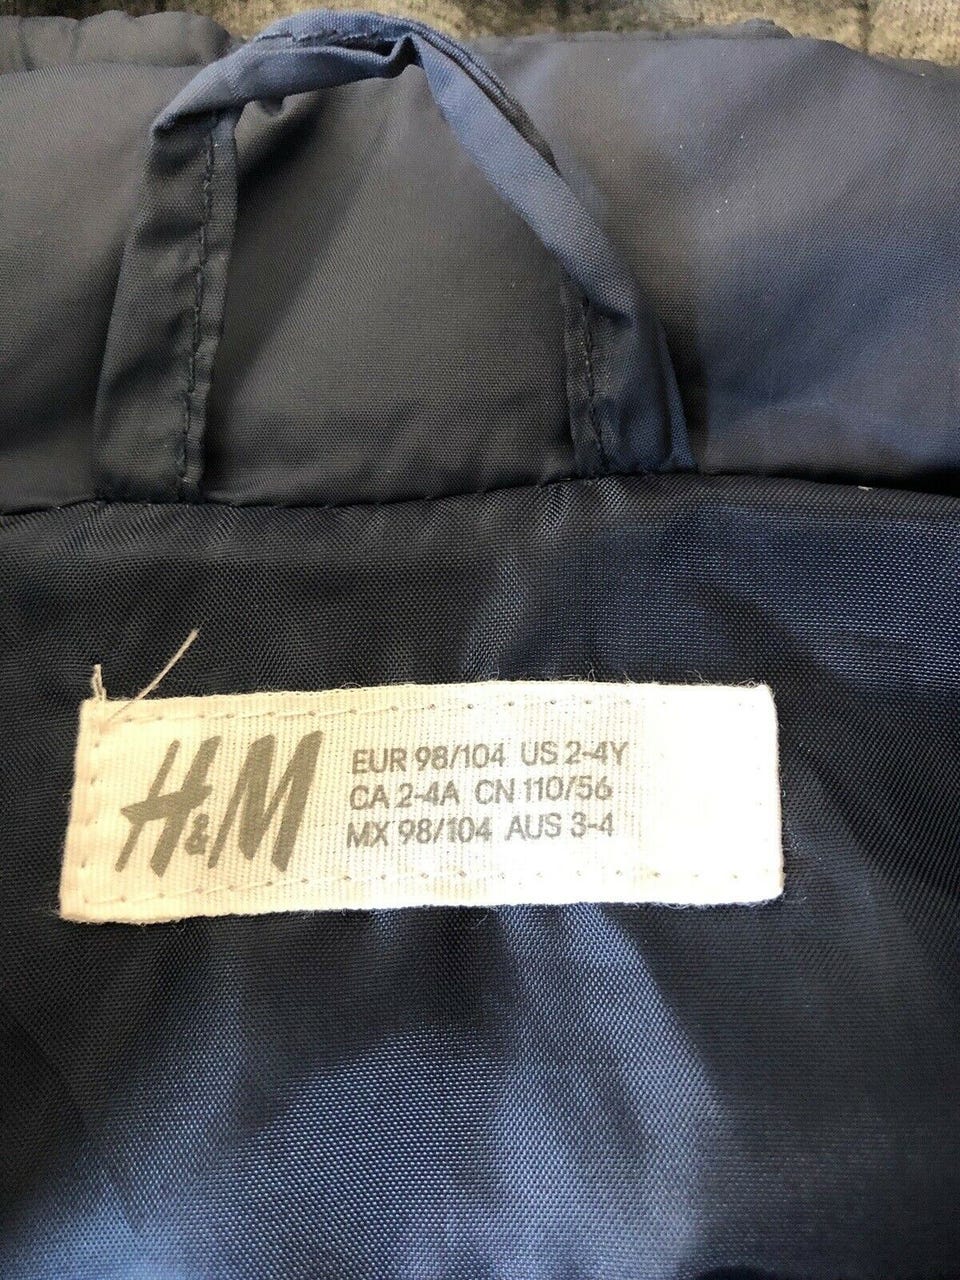 H&M
EUR 98/104 US 2-4Y
CA 2-4A CN 110/56
MX 98/104 AUS 3-4